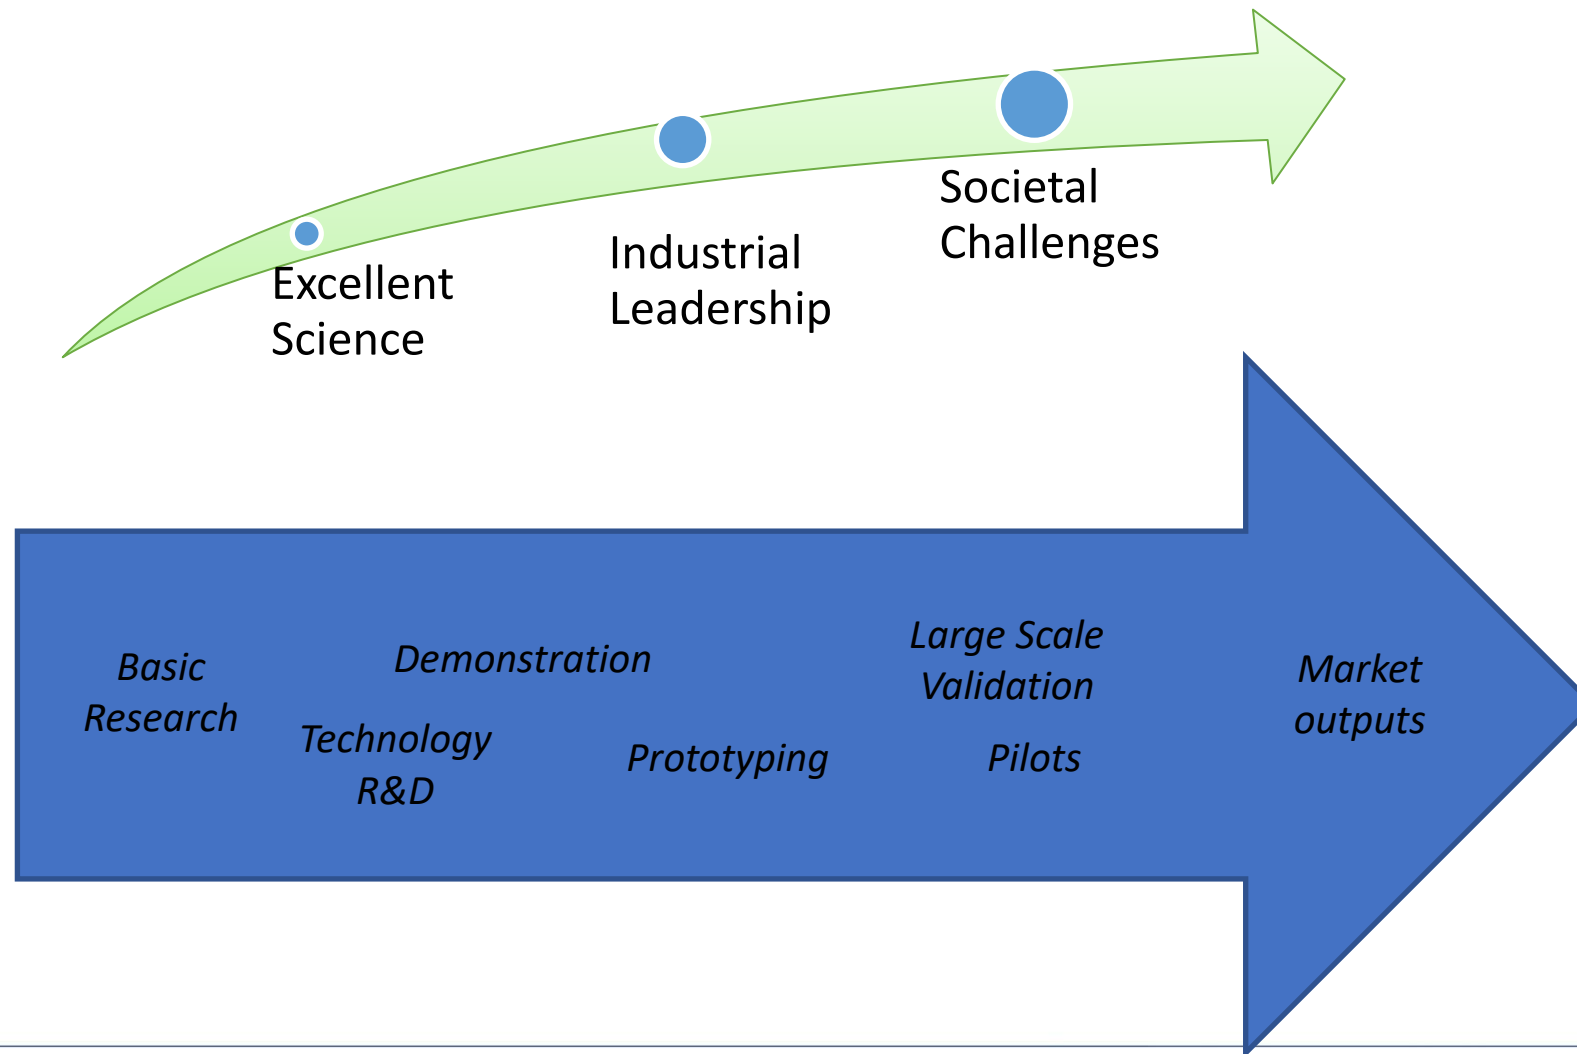 Excellent
Science
Industrial
Leadership
Societal
Challenges
Basic
Research
Demonstration
Technology
R&D
Prototyping
Large Scale
Validation
Pilots
Market
outputs